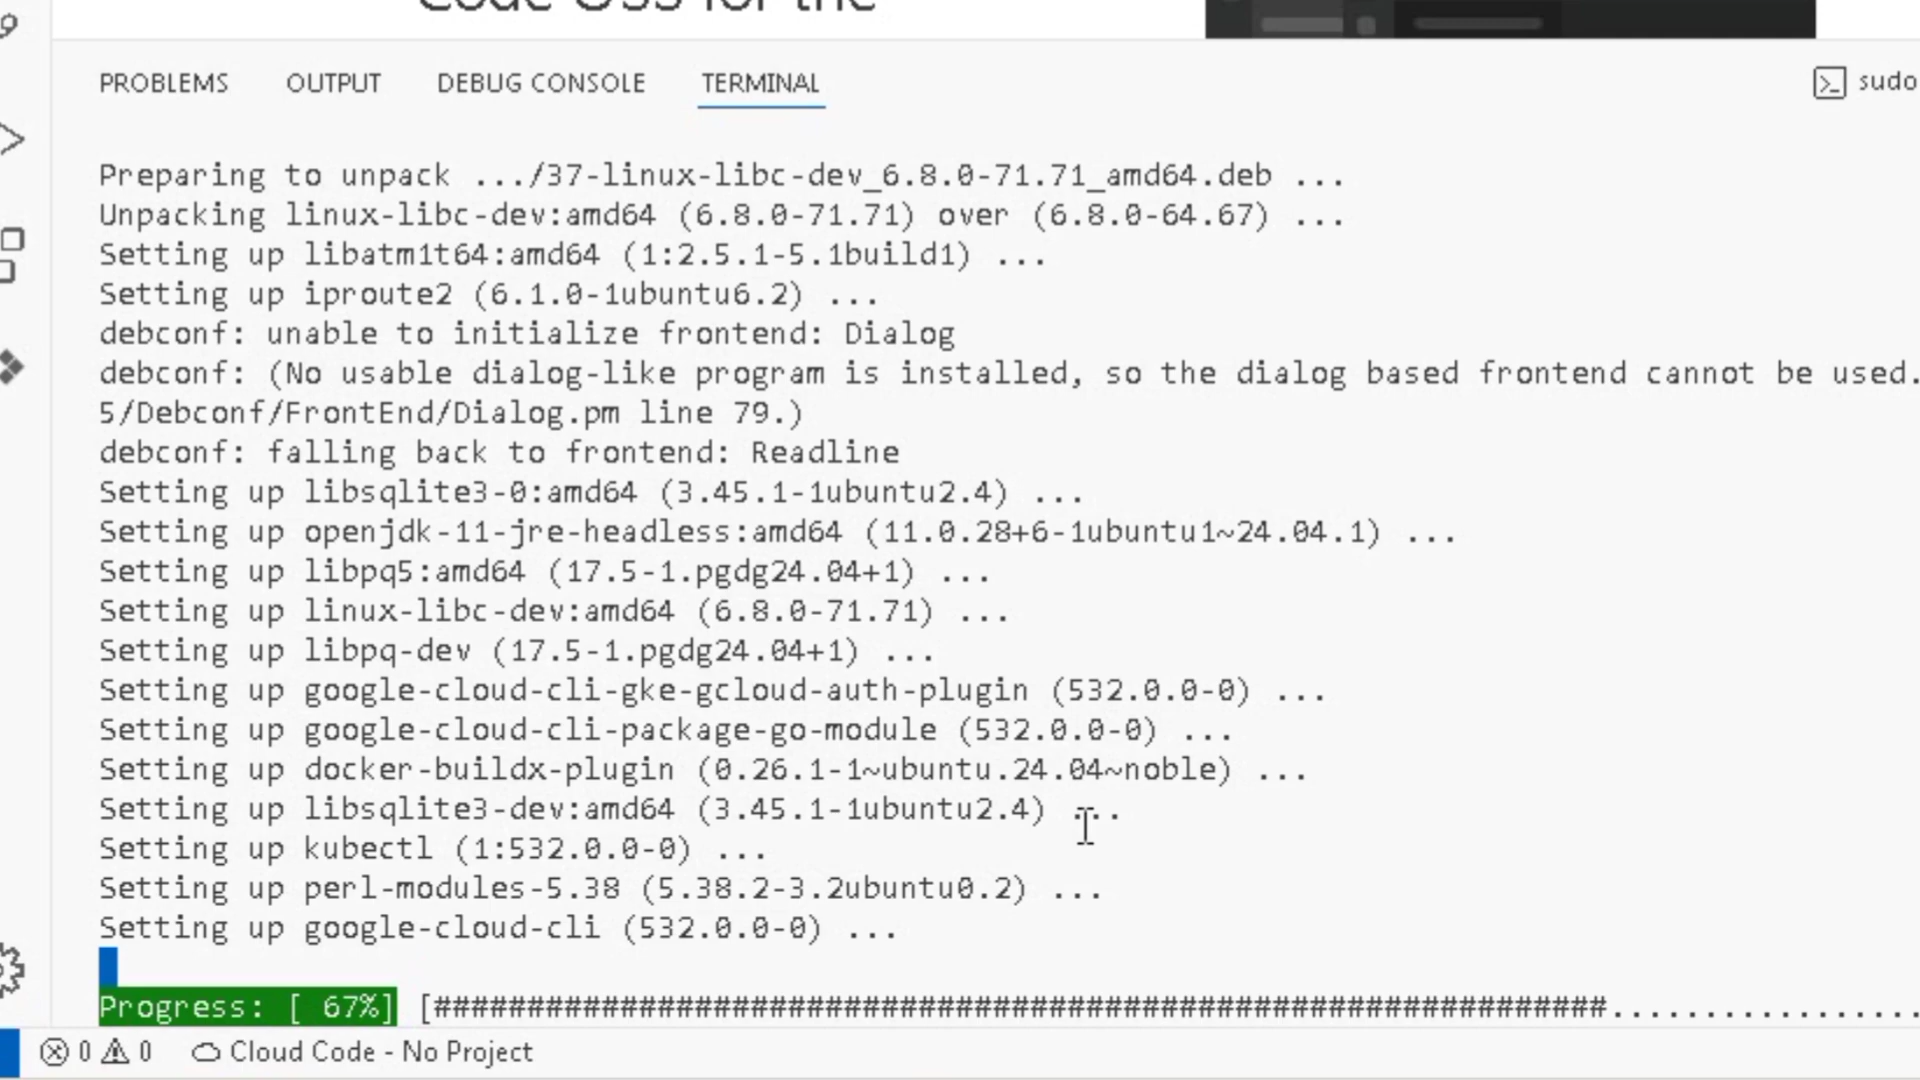 Code OSS for the
PROBLEMS OUTPUT DEBUG CONSOLE TERMINAL sudo
Preparing to unpack .../37-linux-libc-dev_6.8.0-71.71_amd64.deb ...
Unpacking linux-libc-dev:amd64 (6.8.0-71.71) over (6.8.0-64.67) ...
Setting up libatm1t64:amd64 (1:2.5.1-5.1build1) ...
Setting up iproute2 (6.1.0-1ubuntu6.2) ...
debconf: unable to initialize frontend: Dialog
debconf: (No usable dialog-like program is installed, so the dialog based frontend cannot be used.
5/Debconf/FrontEnd/Dialog.pm line 79.)
debconf: falling back to frontend: Readline
Setting up libsqlite3-0:amd64 (3.45.1-1ubuntu2.4) ...
Setting up openjdk-11-jre-headless:amd64 (11.0.28+6-1ubuntu1~24.04.1) ...
Setting up libpq5:amd64 (17.5-1.pgdg24.04+1) ...
Setting up linux-libc-dev:amd64 (6.8.0-71.71) ...
Setting up libpq-dev (17.5-1.pgdg24.04+1) ...
Setting up google-cloud-cli-gke-gcloud-auth-plugin (532.0.0-0) ...
Setting up google-cloud-cli-package-go-module (532.0.0-0) ...
Setting up docker-buildx-plugin (0.26.1-1~ubuntu.24.04~noble) ...
Setting up libsqlite3-dev:amd64 (3.45.1-1ubuntu2.4) ...
Setting up kubectl (1:532.0.0-0) ...
Setting up perl-modules-5.38 (5.38.2-3.2ubuntu0.2) ...
Setting up google-cloud-cli (532.0.0-0) ...
Progress: [ 67%] [###############################################################.................
0 0 Cloud Code - No Project